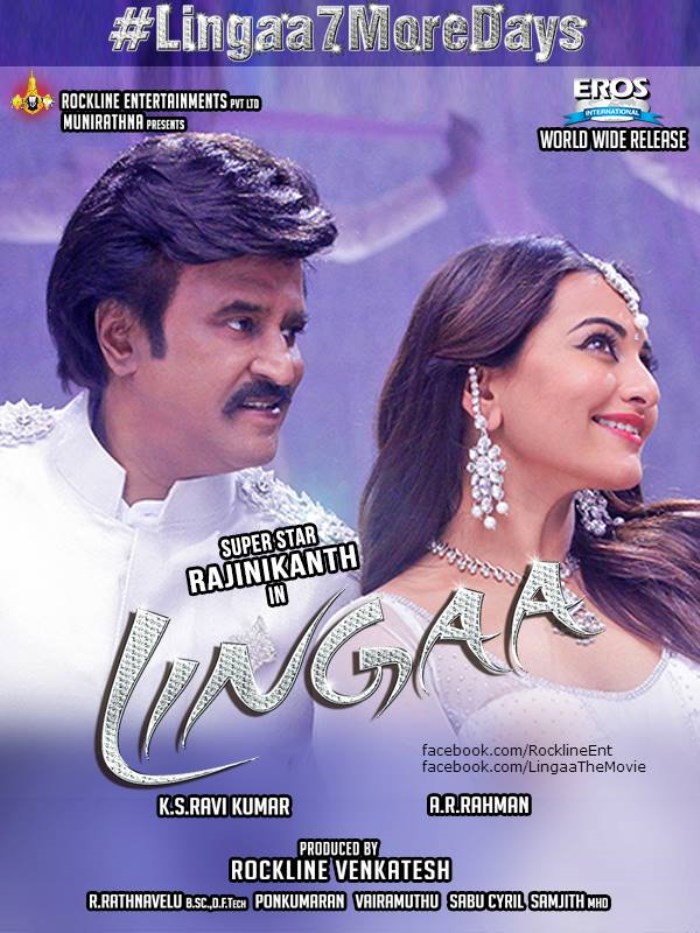 #Lingaa7MoreDays
ROCKLINE ENTERTAINMENTS PVT LTD
MUNIRATHNA PRESENTS
EROS
INTERNATIONAL
WORLD WIDE RELEASE
SUPER STAR
RAJINIKANTH
IN
LINGAA
facebook.com/RocklineEnt
facebook.com/LingaaTheMovie
K.S.RAVI KUMAR
A.R.RAHMAN
PRODUCED BY
ROCKLINE VENKATESH
R.RATHNAVELU B.SC.,D.F.TECH PONKUMARAN VAIRAMUTHU SABU CYRIL SAMJITH MHD